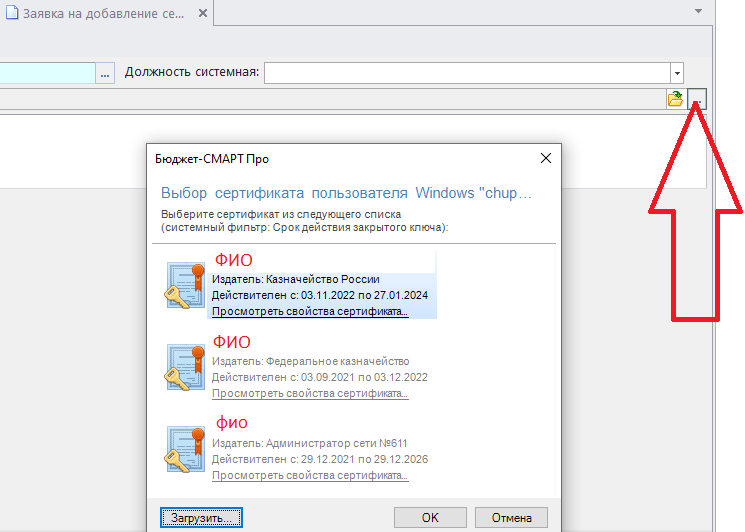 Заявка на добавление се...
...
Должность системная:
...
Бюджет-СМАРТ Про
Выбор сертификата пользователя Windows "chup...
Выберите сертификат из следующего списка
(системный фильтр: Срок действия закрытого ключа):
ФИО
Издатель: Казначейство России
Действителен с: 03.11.2022 по 27.01.2024
Просмотреть свойства сертификата...
ФИО
Издатель: Федеральное казначейство
Действителен с: 03.09.2021 по 03.12.2022
Просмотреть свойства сертификата...
фио
Издатель: Администратор сети №611
Действителен с: 29.12.2021 по 29.12.2026
Просмотреть свойства сертификата...
Загрузить... OK Отмена